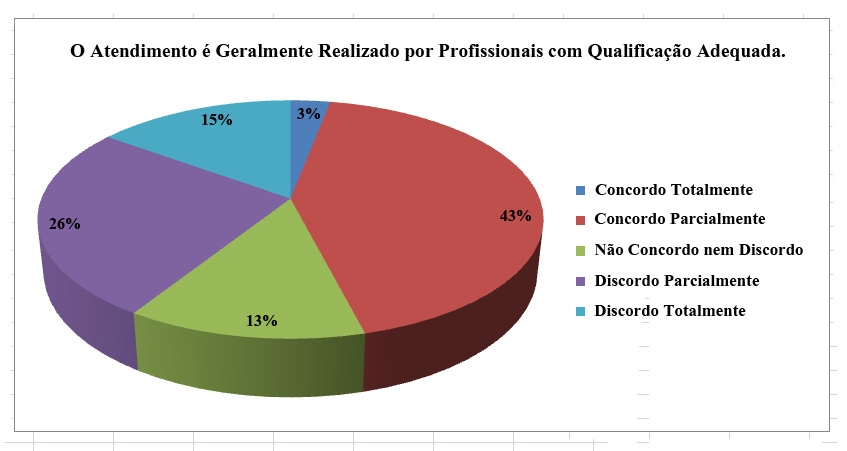 O Atendimento é Geralmente Realizado por Profissionais com Qualificação Adequada.
3%
15%
43%
26%
13%
Concordo Totalmente
Concordo Parcialmente
Não Concordo nem Discordo
Discordo Parcialmente
Discordo Totalmente